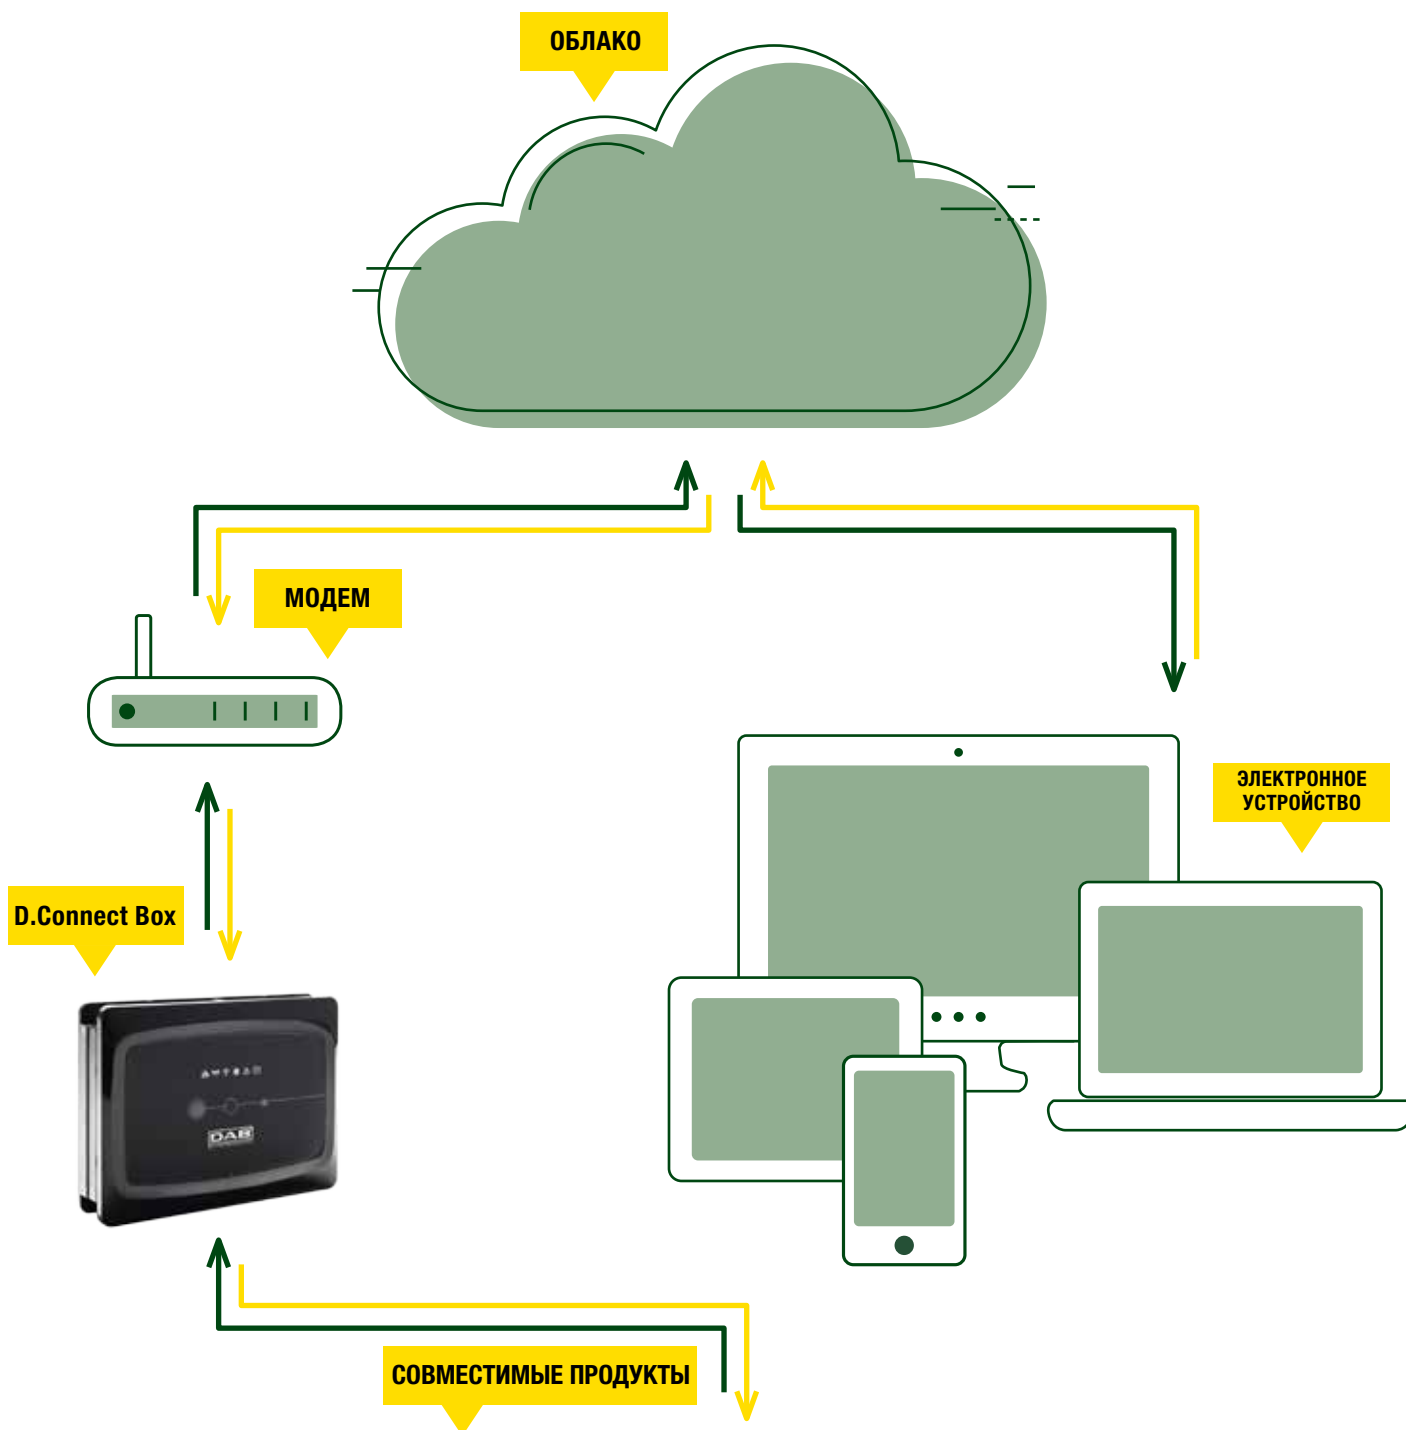 ОБЛАКО
МОДЕМ
ЭЛЕКТРОННОЕ
УСТРОЙСТВО
D.Connect Box
DAB
СОВМЕСТИМЫЕ ПРОДУКТЫ